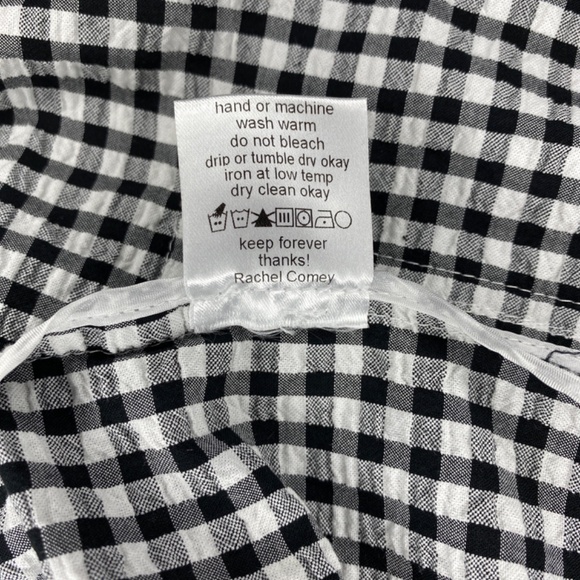 hand or machine
wash warm
do not bleach
drip or tumble dry okay
iron at low temp
dry clean okay
keep forever
thanks!
Rachel Comey